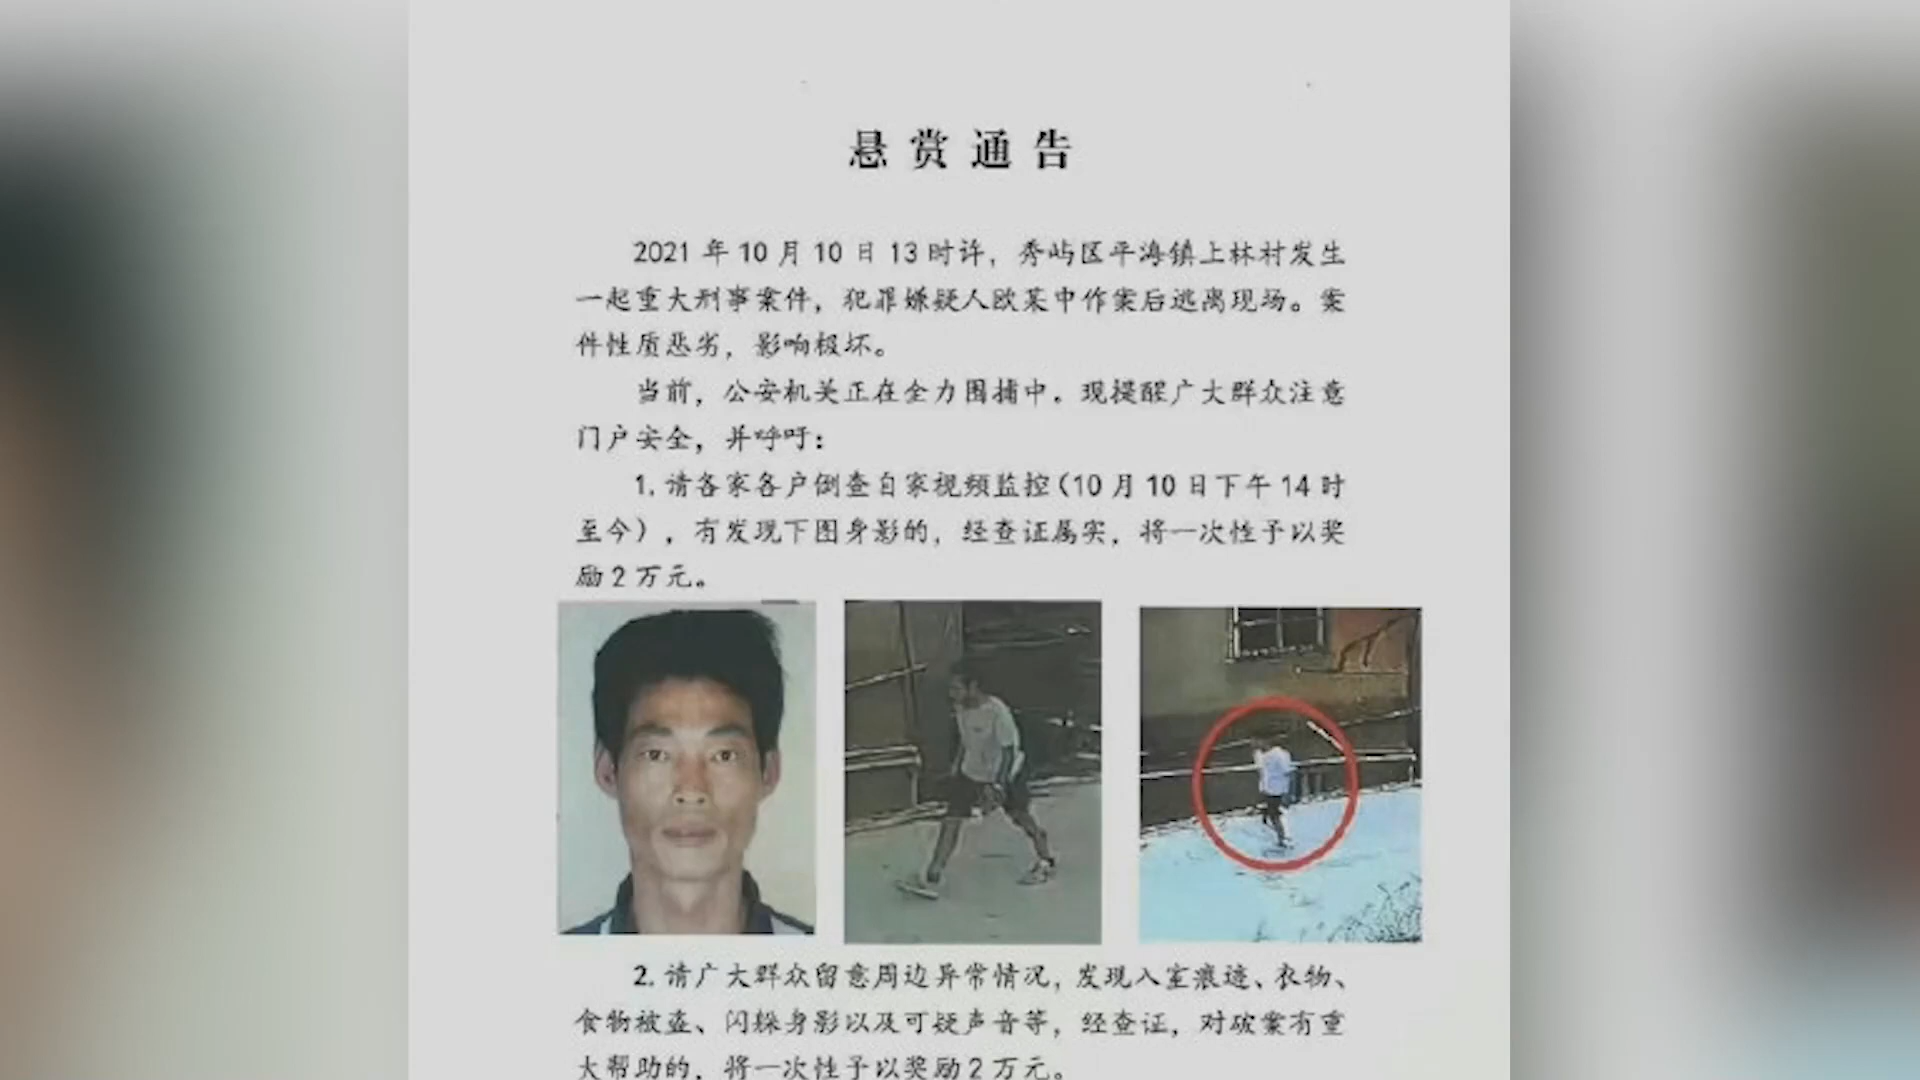 悬赏通告
2021年10月10日13时许，秀屿区平海镇上林村发生
一起重大刑事案件，犯罪嫌疑人欧某中作案后逃离现场。案
件性质恶劣，影响极坏。
当前，公安机关正在全力围捕中。现提醒广大群众注意
门户安全，并呼吁：
1.请各家各户倒查自家视频监控（10月10日下午14时
至今），有发现下图身影的，经查证属实，将一次性予以奖
励2万元。
2.请广大群众留意周边异常情况，发现入室痕迹、衣物、
食物被盗、闪躲身影以及可疑声音等，经查证，对破案有重
大帮助的，将一次性予以奖励2万元。